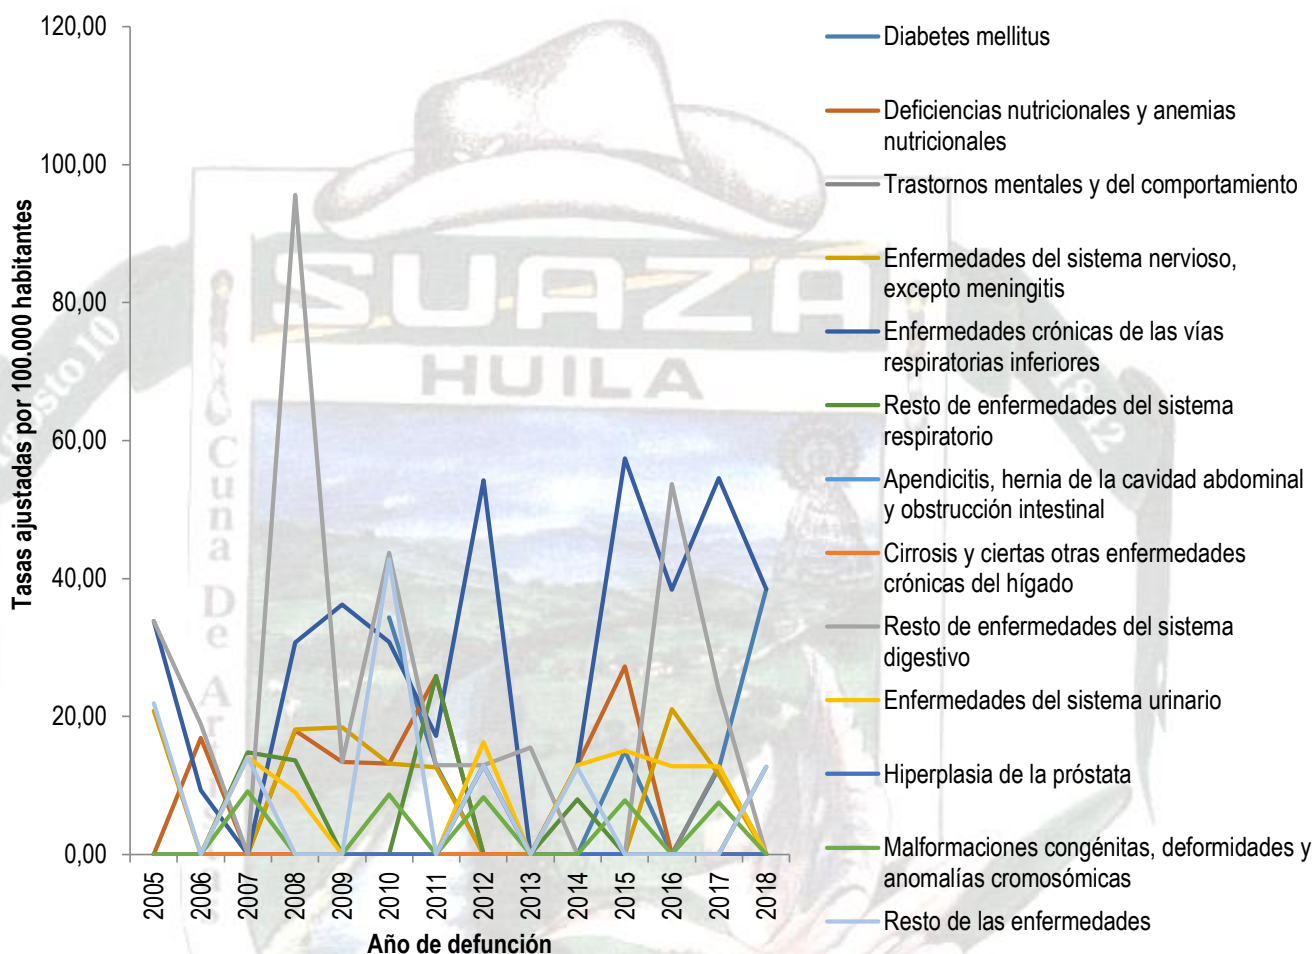 120,00
100,00
80,00
60,00
40,00
20,00
0,00
Tasas ajustadas por 100.000 habitantes
2005
2006
2007
2008
2009
2010
2011
2012
2013
2014
2015
2016
2017
2018
Año de defunción
Diabetes mellitus
Deficiencias nutricionales y anemias
nutricionales
Trastornos mentales y del comportamiento
Enfermedades del sistema nervioso,
excepto meningitis
Enfermedades crónicas de las vías
respiratorias inferiores
Resto de enfermedades del sistema
respiratorio
Apendicitis, hernia de la cavidad abdominal
y obstrucción intestinal
Cirrosis y ciertas otras enfermedades
crónicas del hígado
Resto de enfermedades del sistema
digestivo
Enfermedades del sistema urinario
Hiperplasia de la próstata
Malformaciones congénitas, deformidades y
anomalías cromosómicas
Resto de las enfermedades
SUAZA
HUILA
Cuna De
1842